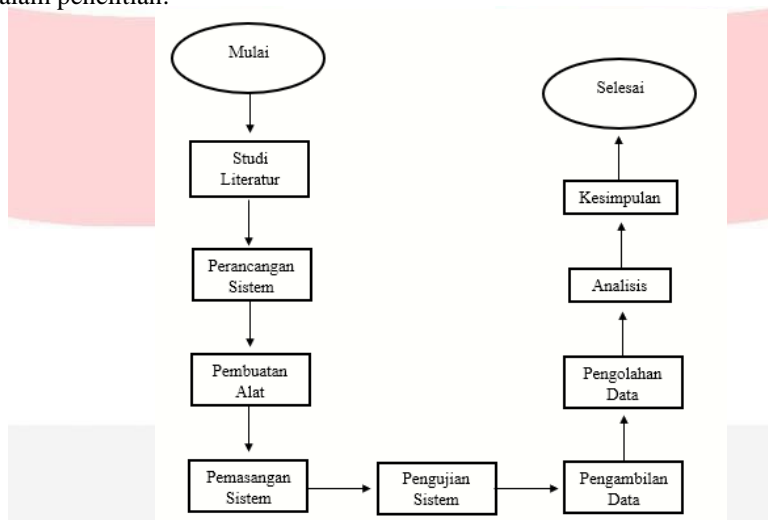 dalam penelitian.
Mulai
Studi
Literatur
Perancangan
Sistem
Pembuatan
Alat
Pemasangan
Sistem
Pengujian
Sistem
Pengambilan
Data
Pengolahan
Data
Analisis
Kesimpulan
Selesai